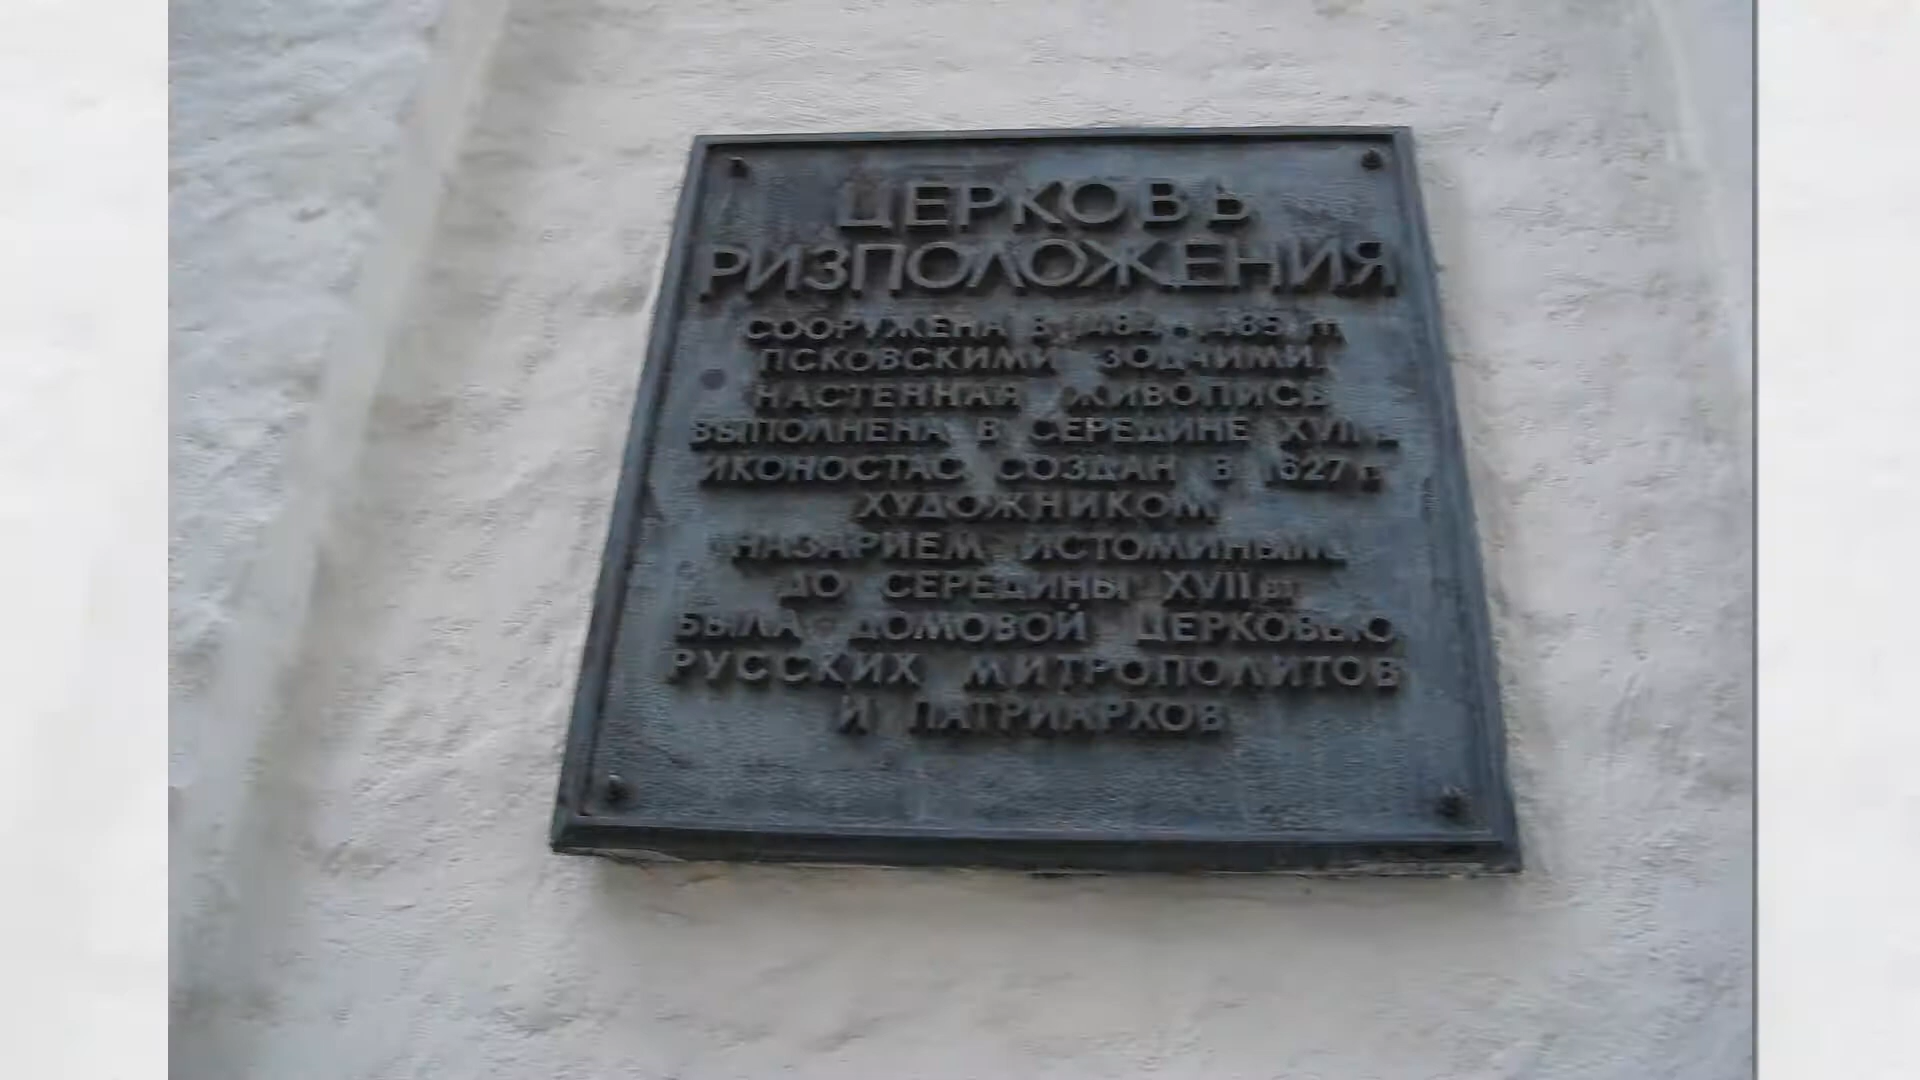 ЦЕРКОВЬ
РИЗПОЛОЖЕНИЯ
СООРУЖЕНА В 1484-1485 ГГ.
ПСКОВСКИМИ ЗОДЧИМИ.
НАСТЕННАЯ ЖИВОПИСЬ
ВЫПОЛНЕНА В СЕРЕДИНЕ XVII В.
ИКОНОСТАС СОЗДАН В 1627 Г.
ХУДОЖНИКОМ
НАЗАРИЕМ ИСТОМИНЫМ.
ДО СЕРЕДИНЫ XVII ВТ.
БЫЛА ДОМОВОЙ ЦЕРКОВЬЮ
РУССКИХ МИТРОПОЛИТОВ
И ПАТРИАРХОВ